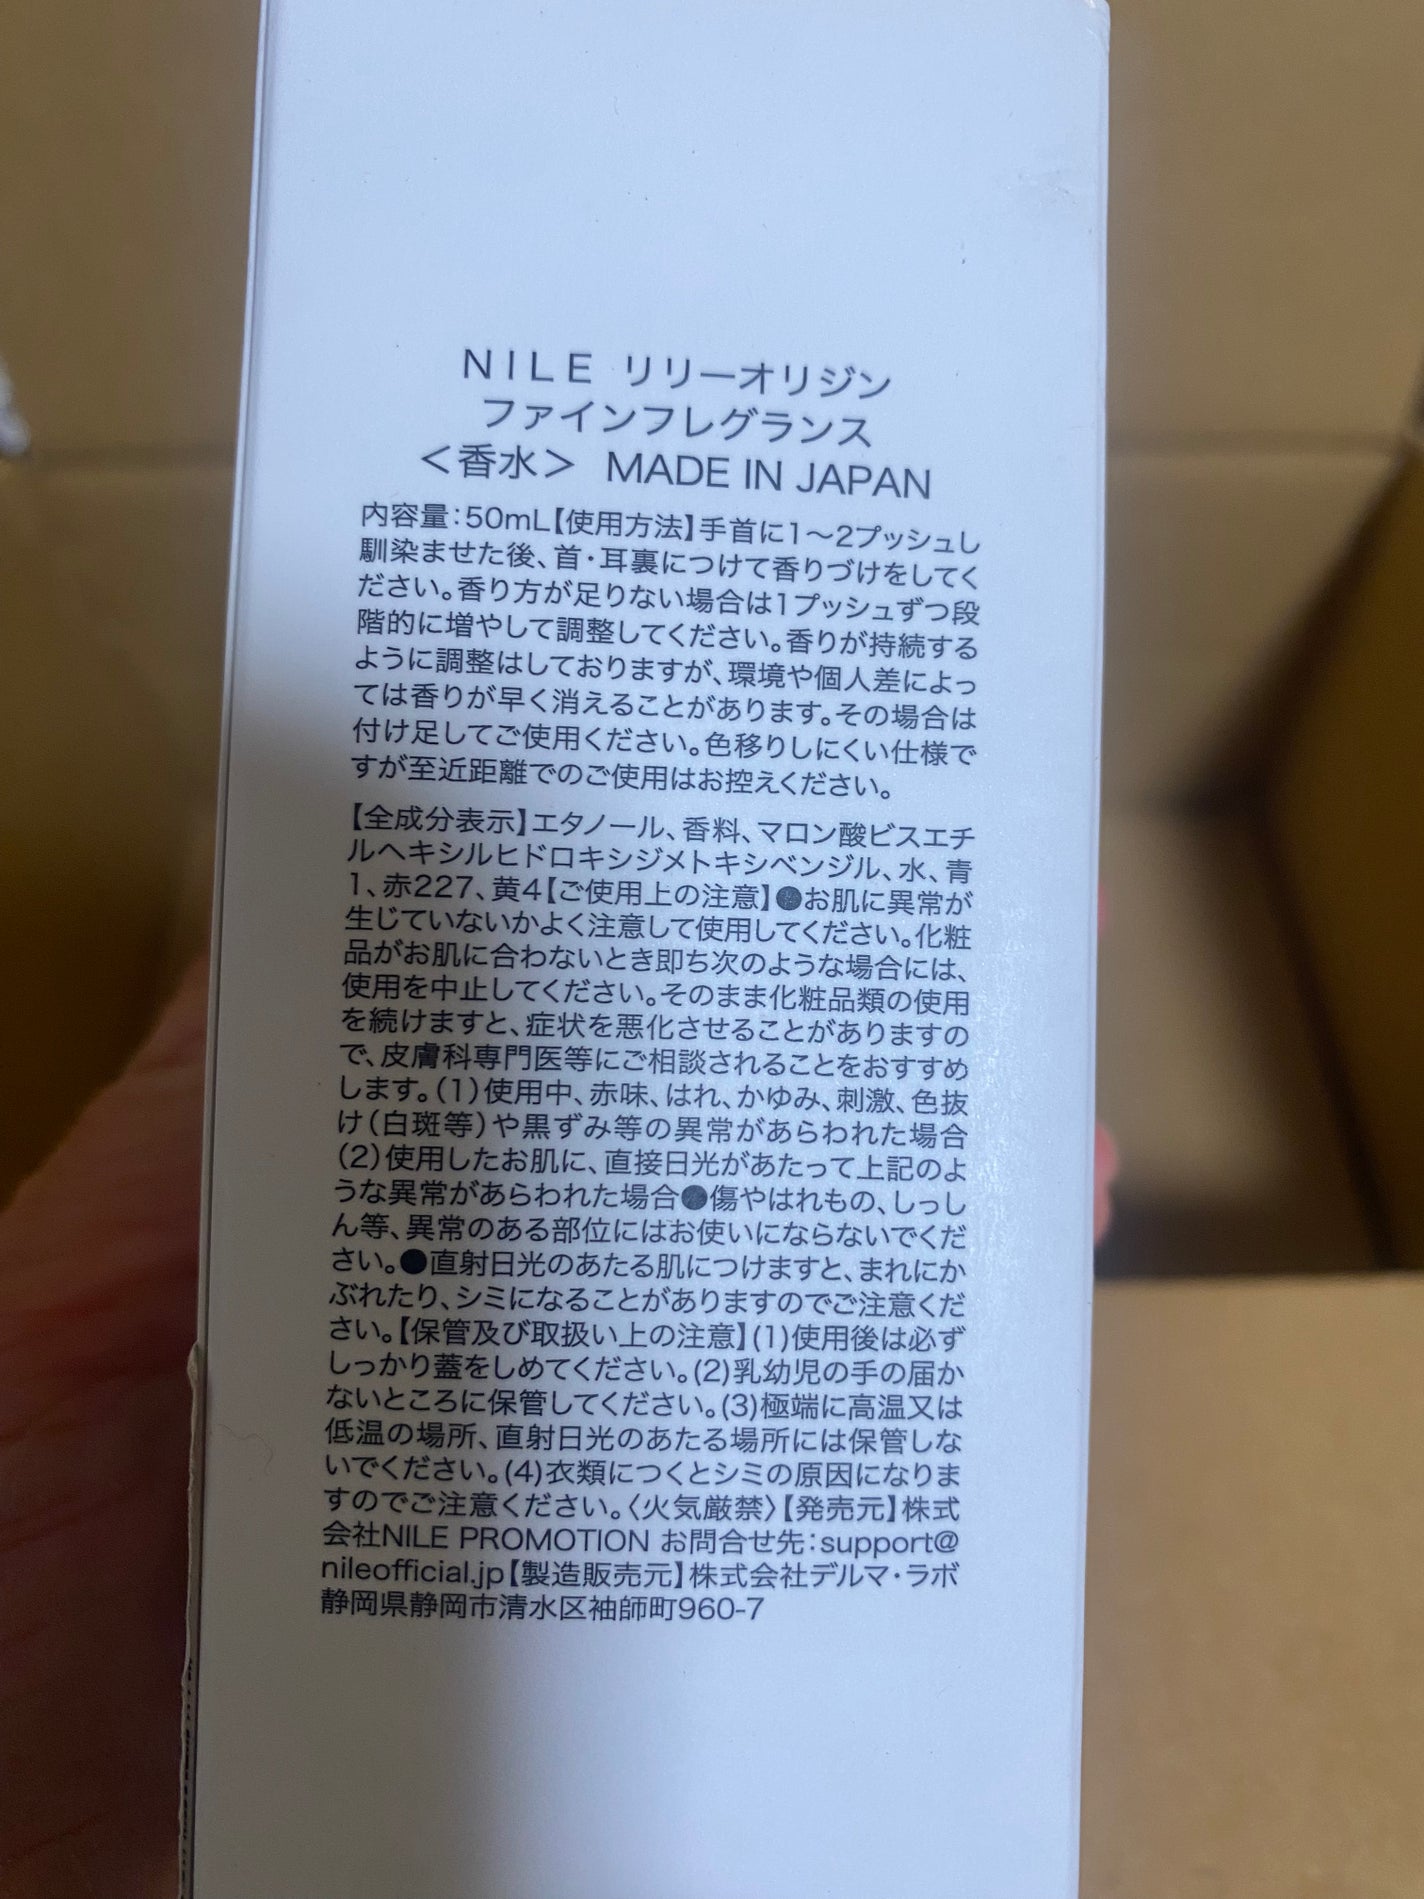 NILE リリーオリジン
ファインフレグランス
＜香水＞ MADE IN JAPAN
内容量:50mL【使用方法】手首に1〜2プッシュし
馴染ませた後、首・耳裏につけて香りづけをしてく
ださい。香り方が足りない場合は1プッシュずつ段
階的に増やして調整してください。香りが持続する
ように調整はしておりますが、環境や個人差によっ
ては香りが早く消えることがあります。その場合は
付け足してご使用ください。色移りしにくい仕様で
すが至近距離でのご使用はお控えください。
【全成分表示】エタノール、香料、マロン酸ビスエチ
ルヘキシルヒドロキシジメトキシベンジル、水、青
1、赤227、黄4【ご使用上の注意】●お肌に異常が
生じていないかよく注意して使用してください。化粧
品がお肌に合わないとき即ち次のような場合には、
使用を中止してください。そのまま化粧品類の使用
を続けますと、症状を悪化させることがありますの
で、皮膚科専門医等にご相談されることをおすすめ
します。(1)使用中、赤味、はれ、かゆみ、刺激、色抜
け(白斑等)や黒ずみ等の異常があらわれた場合
(2)使用したお肌に、直接日光があたって上記のよ
うな異常があらわれた場合●傷やはれもの、しっし
ん等、異常のある部位にはお使いにならないでくだ
さい。●直射日光のあたる肌につけますと、まれにか
ぶれたり、シミになることがありますのでご注意くだ
さい。【保管及び取扱い上の注意】(1)使用後は必ず
しっかり蓋をしめてください。(2)乳幼児の手の届か
ないところに保管してください。(3)極端に高温又は
低温の場所、直射日光のあたる場所には保管しな
いでください。(4)衣類につくとシミの原因になりま
すのでご注意ください。〈火気厳禁〉【発売元】株式
会社NILE PROMOTION お問合せ先:support@
nileofficial.jp【製造販売元】株式会社デルマ・ラボ
静岡県静岡市清水区袖師町960-7